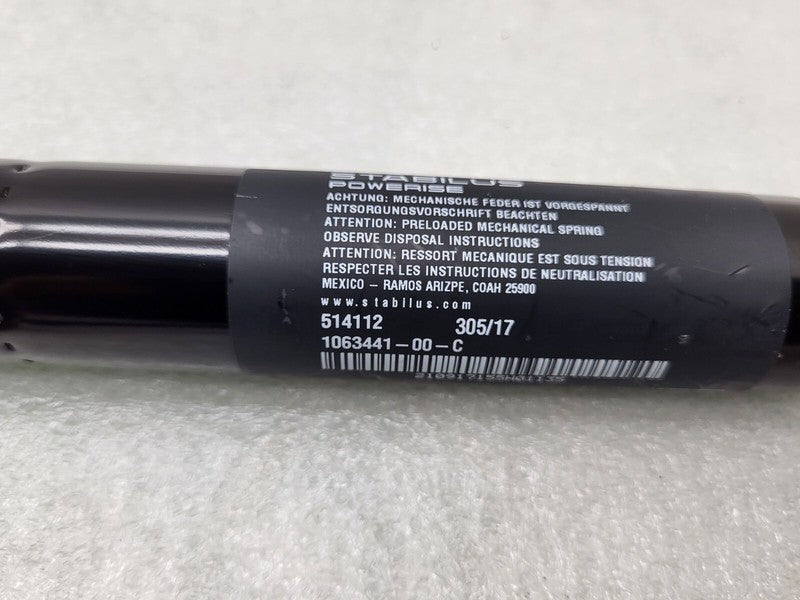 STABILUS
POWERISE
ACHTUNG: MECHANISCHE FEDER IST VORGESPANNT
ENTSORGUNGSVORSCHRIFT BEACHTEN
ATTENTION: PRELOADED MECHANICAL SPRING
OBSERVE DISPOSAL INSTRUCTIONS
ATTENTION: RESSORT MECANIQUE EST SOUS TENSION
RESPECTER LES INSTRUCTIONS DE NEUTRALISATION
MEXICO – RAMOS ARIZPE, COAH 25900
www.stabilus.com
514112 305/17
1063441-00-C